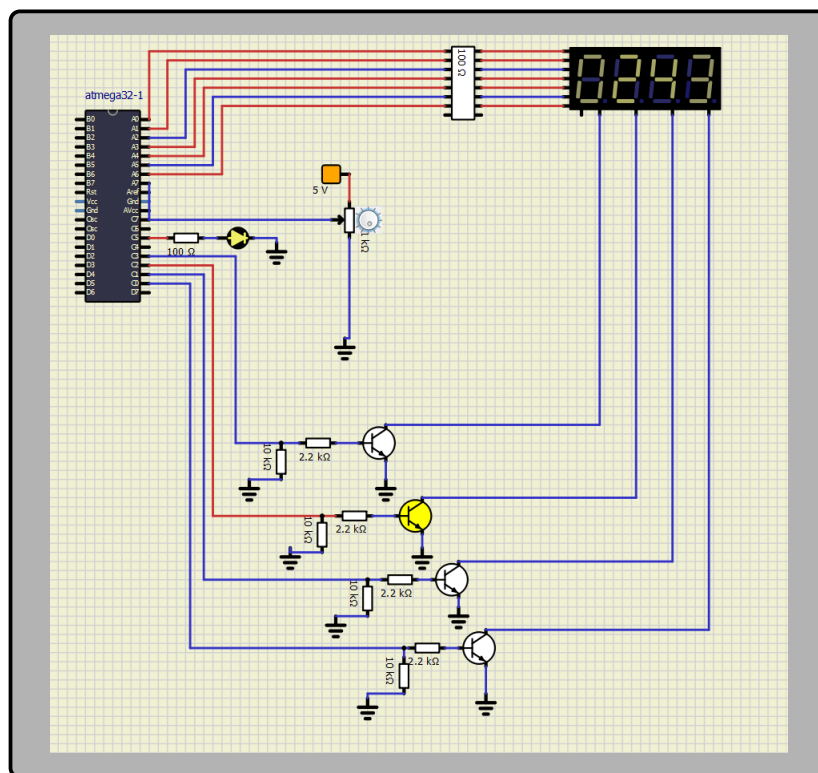 100 Ω
atmega32-1
B0 A0
B1 A1
B2 A2
B3 A3
B4 A4
B5 A5
B6 A6
B7 A7
Rst Aref
Vcc Gnd
Gnd AVcc
Osc C7
Osc C6
D0 C5
D1 C4
D2 C3
D3 C2
D4 C1
D5 C0
D6 D7
5 V
1 kΩ
100 Ω
10 kΩ
2.2 kΩ
10 kΩ
2.2 kΩ
10 kΩ
2.2 kΩ
10 kΩ
2.2 kΩ